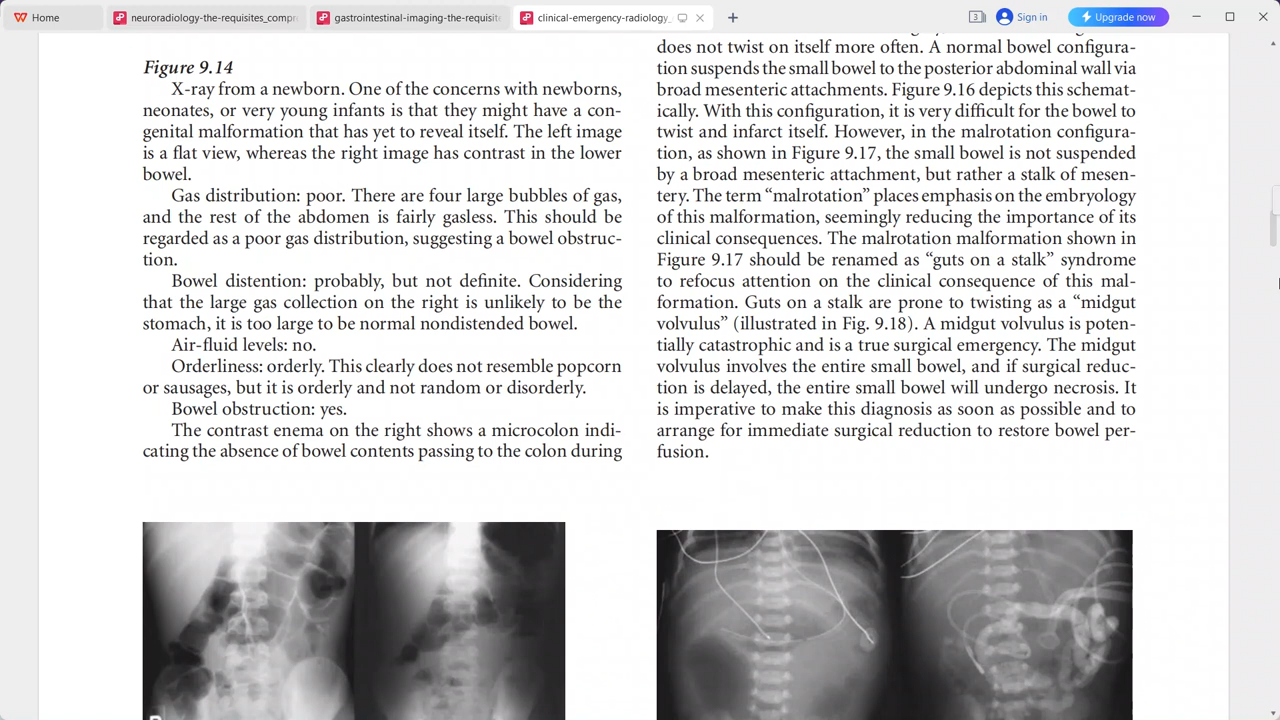 Home
neuroradiology-the-requisites_compr
gastrointestinal-imaging-the-requisite
clinical-emergency-radiology_
3
Sign in
Upgrade now
Figure 9.14
X-ray from a newborn. One of the concerns with newborns,
neonates, or very young infants is that they might have a con-
genital malformation that has yet to reveal itself. The left image
is a flat view, whereas the right image has contrast in the lower
bowel.
Gas distribution: poor. There are four large bubbles of gas,
and the rest of the abdomen is fairly gasless. This should be
regarded as a poor gas distribution, suggesting a bowel obstruc-
tion.
Bowel distention: probably, but not definite. Considering
that the large gas collection on the right is unlikely to be the
stomach, it is too large to be normal nondistended bowel.
Air-fluid levels: no.
Orderliness: orderly. This clearly does not resemble popcorn
or sausages, but it is orderly and not random or disorderly.
Bowel obstruction: yes.
The contrast enema on the right shows a microcolon indi-
cating the absence of bowel contents passing to the colon during
does not twist on itself more often. A normal bowel configura-
tion suspends the small bowel to the posterior abdominal wall via
broad mesenteric attachments. Figure 9.16 depicts this schemat-
ically. With this configuration, it is very difficult for the bowel to
twist and infarct itself. However, in the malrotation configura-
tion, as shown in Figure 9.17, the small bowel is not suspended
by a broad mesenteric attachment, but rather a stalk of mesen-
tery. The term “malrotation” places emphasis on the embryology
of this malformation, seemingly reducing the importance of its
clinical consequences. The malrotation malformation shown in
Figure 9.17 should be renamed as “guts on a stalk” syndrome
to refocus attention on the clinical consequence of this mal-
formation. Guts on a stalk are prone to twisting as a “midgut
volvulus” (illustrated in Fig. 9.18). A midgut volvulus is poten-
tially catastrophic and is a true surgical emergency. The midgut
volvulus involves the entire small bowel, and if surgical reduc-
tion is delayed, the entire small bowel will undergo necrosis. It
is imperative to make this diagnosis as soon as possible and to
arrange for immediate surgical reduction to restore bowel per-
fusion.